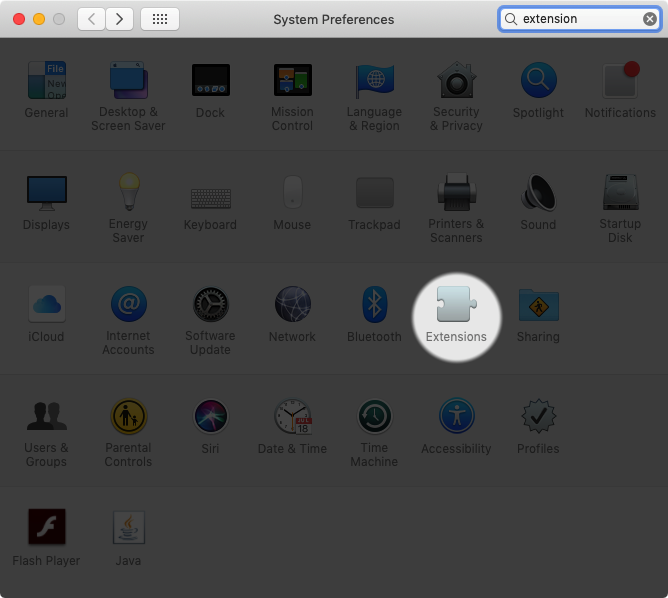 System Preferences
extension
File
New
Ope
General
Desktop &
Screen Saver
Dock
Mission
Control
Language
& Region
Security
& Privacy
Spotlight
Notifications
Displays
Energy
Saver
Keyboard
Mouse
Trackpad
Printers &
Scanners
Sound
Startup
Disk
iCloud
@
Internet
Accounts
Software
Update
Network
Bluetooth
Extensions
Sharing
Users &
Groups
Parental
Controls
Siri
18
Date & Time
Time
Machine
Accessibility
Profiles
Flash Player
Java